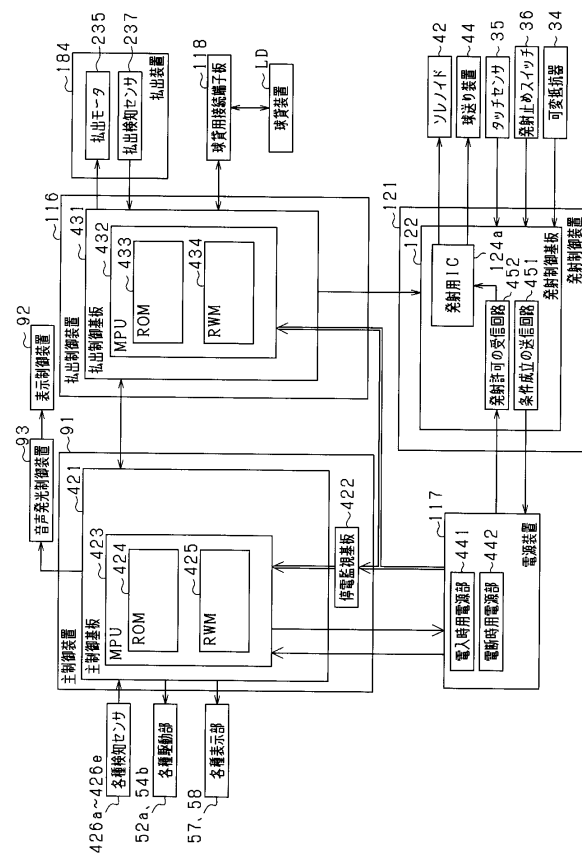 426a～426e
各種検知センサ
52a、54b
各種駆動部
57、58
各種表示部
93
音声発光制御装置
92
表示制御装置
91
主制御装置
421
主制御基板
423
MPU
424
ROM
425
RWM
422
停電監視基板
116
払出制御装置
431
払出制御基板
432
MPU
433
ROM
434
RWM
184
235
払出モータ
237
払出検知センサ
払出装置
118
球貸用接続端子板
LD
球貸装置
117
441
電入時用電源部
442
電断時用電源部
電源装置
121
122
発射用IC
124a
452
発射許可の受信回路
451
条件成立の送信回路
発射制御基板
発射制御装置
42
ソレノイド
44
球送り装置
35
タッチセンサ
36
発射止めスイッチ
34
可変抵抗器